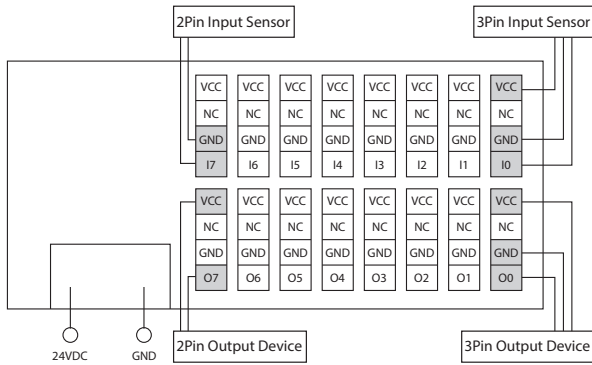 2Pin Input Sensor 3Pin Input Sensor
VCC VCC VCC VCC VCC VCC VCC VCC
NC NC NC NC NC NC NC NC
GND GND GND GND GND GND GND GND
I7 I6 I5 I4 I3 I2 I1 I0
VCC VCC VCC VCC VCC VCC VCC VCC
NC NC NC NC NC NC NC NC
GND GND GND GND GND GND GND GND
O7 O6 O5 O4 O3 O2 O1 O0
24VDC GND 2Pin Output Device 3Pin Output Device